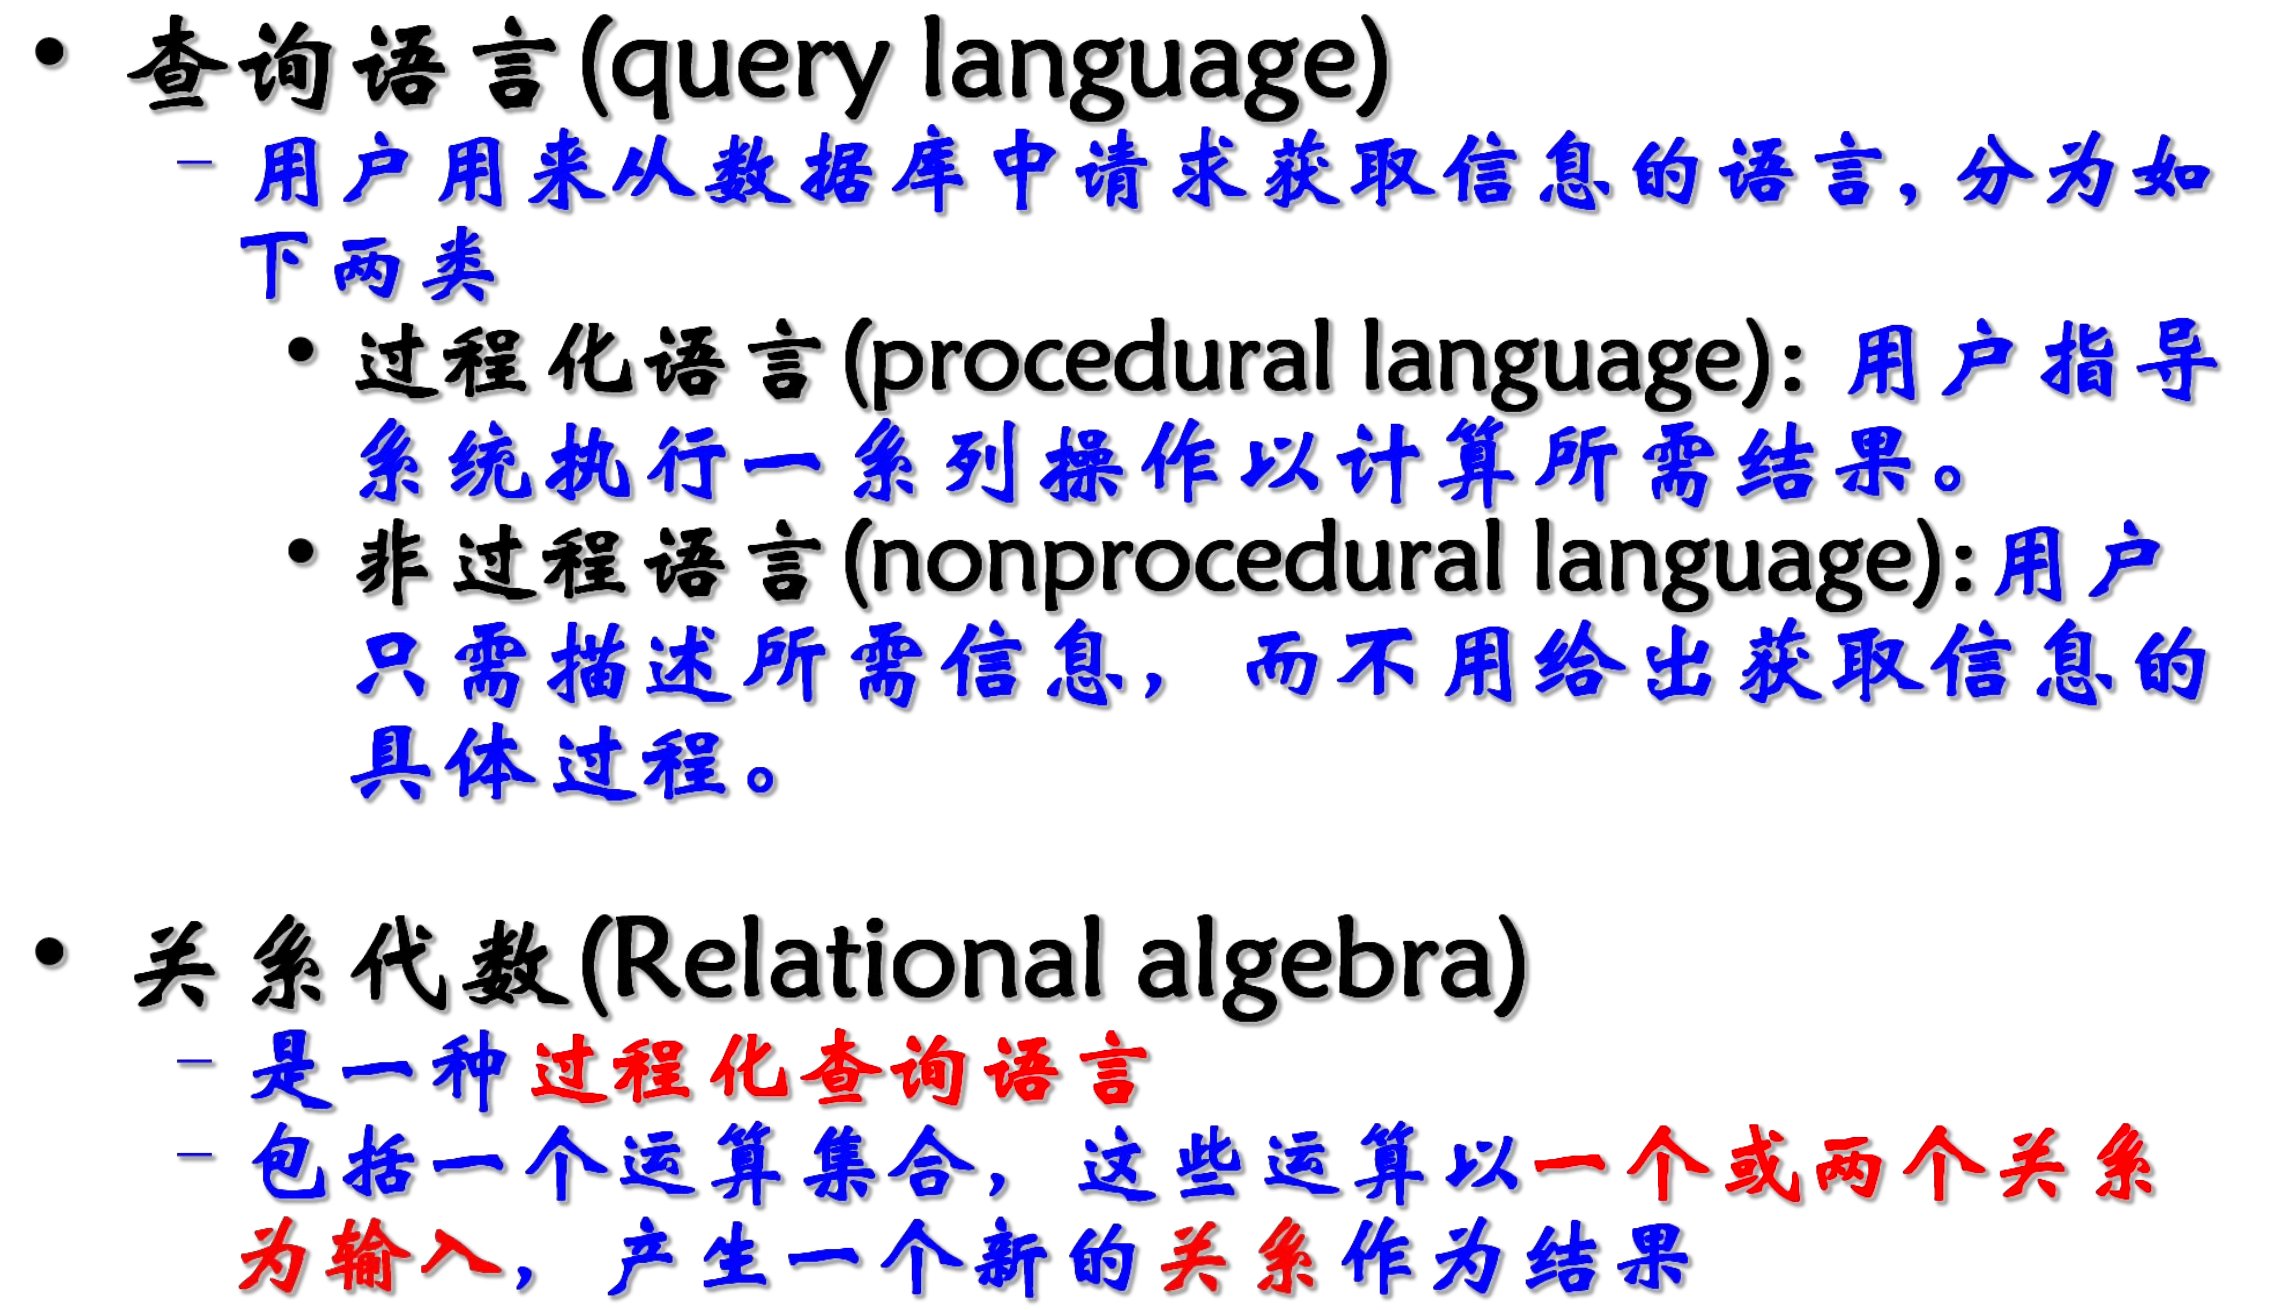 • 查询语言(query language)
– 用户用来从数据库中请求获取信息的语言,分为如
下两类
• 过程化语言(procedural language): 用户指导
系统执行一系列操作以计算所需结果。
• 非过程语言(nonprocedural language):用户
只需描述所需信息，而不用给出获取信息的
具体过程。
• 关系代数(Relational algebra)
– 是一种过程化查询语言
– 包括一个运算集合，这些运算以一个或两个关系
为输入，产生一个新的关系作为结果